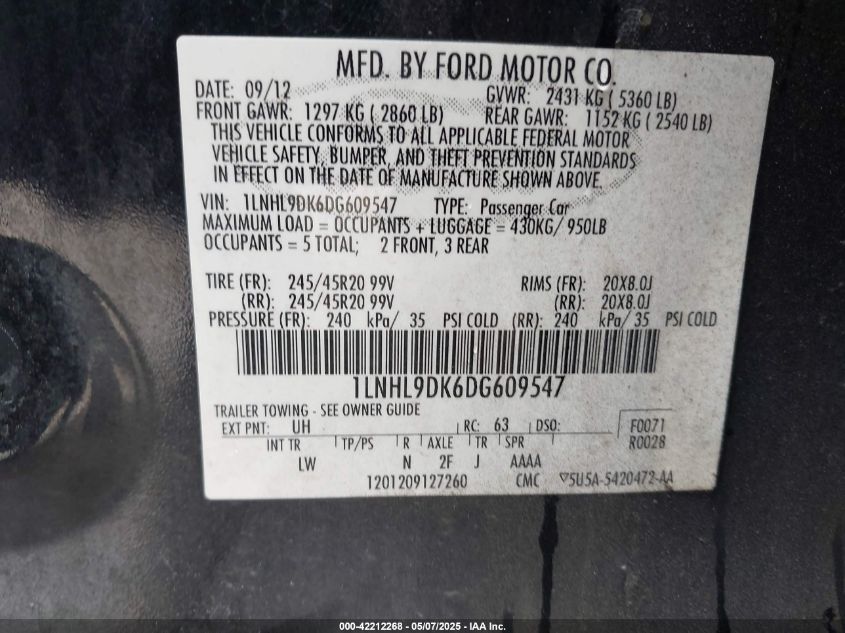 MFD. BY FORD MOTOR CO.
DATE: 09/12 GVWR: 2431 KG ( 5360 LB)
FRONT GAWR: 1297 KG ( 2860 LB) REAR GAWR: 1152 KG ( 2540 LB)
THIS VEHICLE CONFORMS TO ALL APPLICABLE FEDERAL MOTOR
VEHICLE SAFETY, BUMPER, AND THEFT PREVENTION STANDARDS
IN EFFECT ON THE DATE OF MANUFACTURE SHOWN ABOVE.
VIN: 1LNHL9DK6DG609547 TYPE: Passenger Car
MAXIMUM LOAD = OCCUPANTS + LUGGAGE = 430KG/ 950LB
OCCUPANTS = 5 TOTAL; 2 FRONT, 3 REAR
TIRE (FR): 245/45R20 99V RIMS (FR): 20X8.0J
(RR): 245/45R20 99V (RR): 20X8.0J
PRESSURE (FR): 240 kPa/ 35 PSI COLD (RR): 240 kPa/ 35 PSI COLD
1LNHL9DK6DG609547
TRAILER TOWING - SEE OWNER GUIDE
EXT PNT: UH RC: 63 DSO: F0071
INT TR TP/PS R AXLE TR SPR R0028
LW N 2F J AAAA
1201209127260 CMC 5U5A-5420472-AA
000-42212268 - 05/07/2025 - IAA Inc.